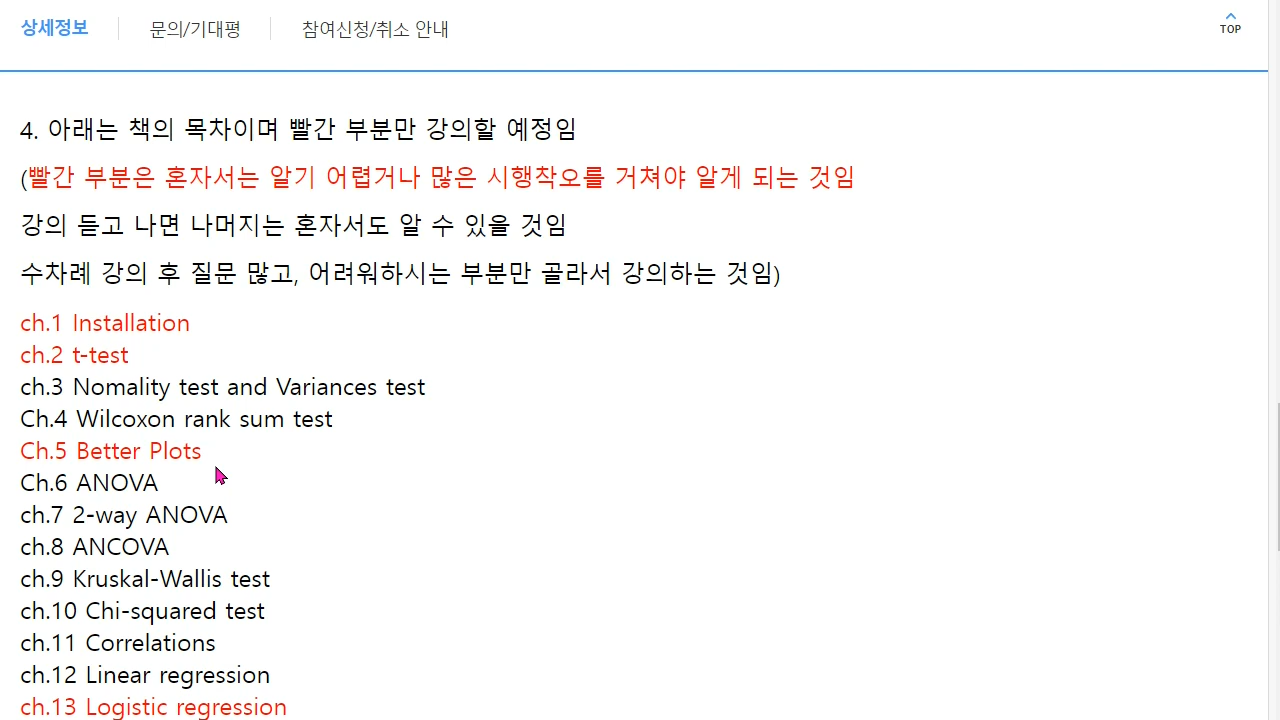 상세정보
문의/기대평
참여신청/취소 안내
TOP
4. 아래는 책의 목차이며 빨간 부분만 강의할 예정임
(빨간 부분은 혼자서는 알기 어렵거나 많은 시행착오를 거쳐야 알게 되는 것임
강의 듣고 나면 나머지는 혼자서도 알 수 있을 것임
수차례 강의 후 질문 많고, 어려워하시는 부분만 골라서 강의하는 것임)
ch.1 Installation
ch.2 t-test
ch.3 Nomality test and Variances test
Ch.4 Wilcoxon rank sum test
Ch.5 Better Plots
Ch.6 ANOVA
ch.7 2-way ANOVA
ch.8 ANCOVA
ch.9 Kruskal-Wallis test
ch.10 Chi-squared test
ch.11 Correlations
ch.12 Linear regression
ch.13 Logistic regression